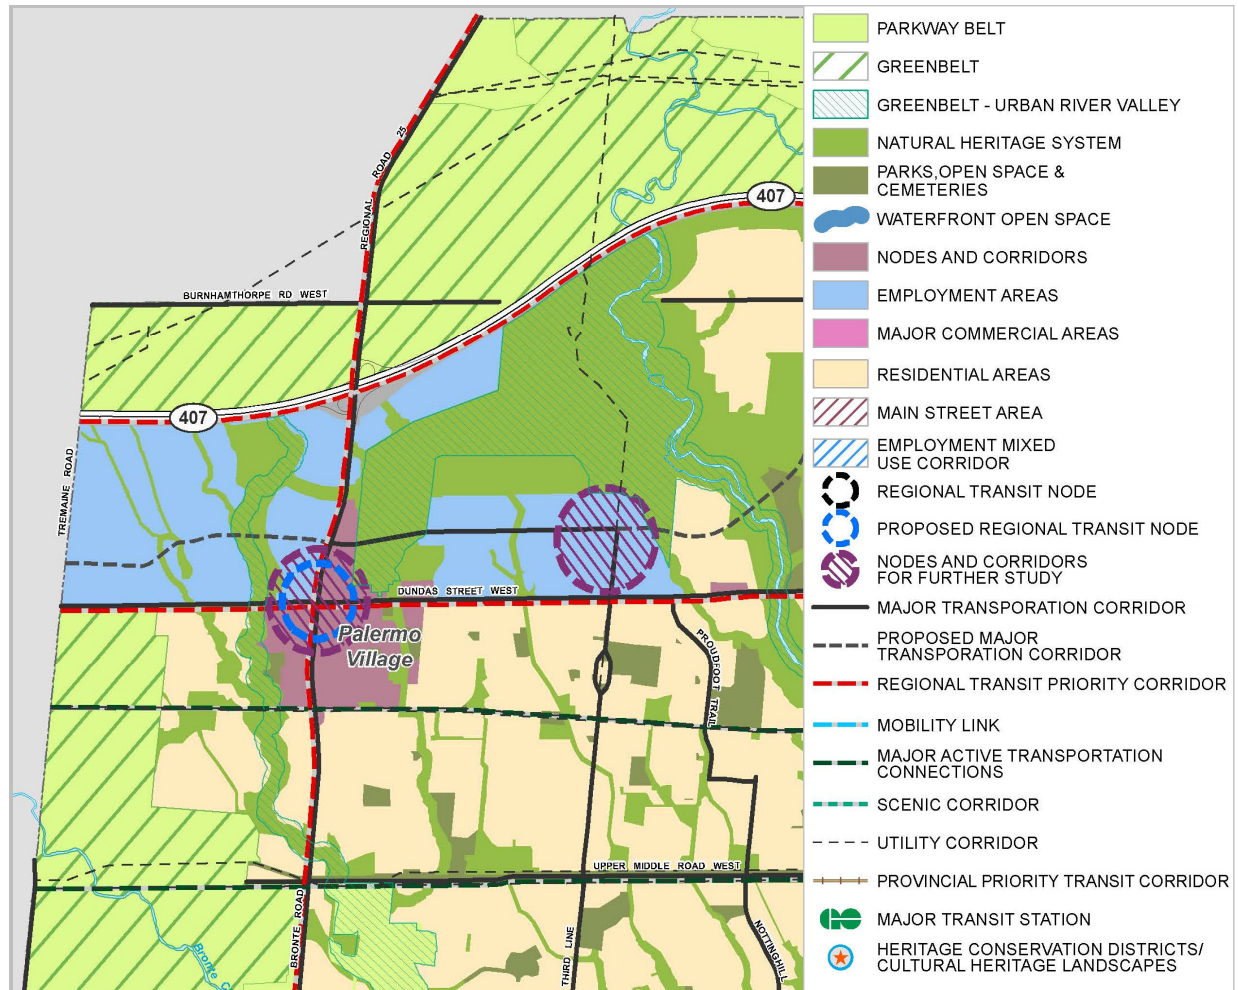 PARKWAY BELT
GREENBELT
GREENBELT - URBAN RIVER VALLEY
NATURAL HERITAGE SYSTEM
PARKS,OPEN SPACE &
CEMETERIES
WATERFRONT OPEN SPACE
NODES AND CORRIDORS
EMPLOYMENT AREAS
MAJOR COMMERCIAL AREAS
RESIDENTIAL AREAS
MAIN STREET AREA
EMPLOYMENT MIXED
USE CORRIDOR
REGIONAL TRANSIT NODE
PROPOSED REGIONAL TRANSIT NODE
NODES AND CORRIDORS
FOR FURTHER STUDY
MAJOR TRANSPORATION CORRIDOR
PROPOSED MAJOR
TRANSPORATION CORRIDOR
REGIONAL TRANSIT PRIORITY CORRIDOR
MOBILITY LINK
MAJOR ACTIVE TRANSPORTATION
CONNECTIONS
SCENIC CORRIDOR
UTILITY CORRIDOR
PROVINCIAL PRIORITY TRANSIT CORRIDOR
MAJOR TRANSIT STATION
HERITAGE CONSERVATION DISTRICTS/
CULTURAL HERITAGE LANDSCAPES
REGIONAL ROAD 25
407
BURNHAMTHORPE RD WEST
407
TREMAINE ROAD
DUNDAS STREET WEST
Palermo
Village
PROUDFOOT TRAIL
UPPER MIDDLE ROAD WEST
BRONTE ROAD
THIRD LINE
NOTTINGHILL
Bronte C